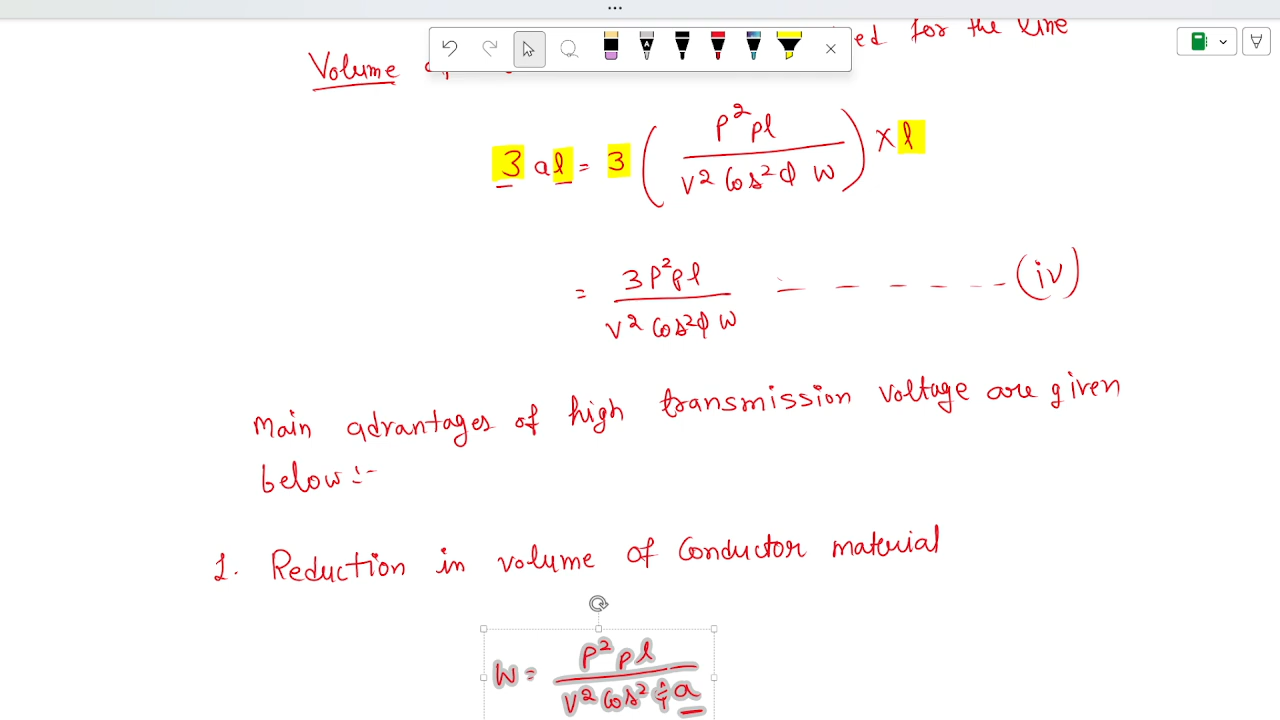 ed for the line
Volume
3 al = 3 ( P²ρl / V² Cos²ϕ W ) × l
= 3P²ρl / V² Cos²ϕ W - - - - - - (iv)
Main advantages of high transmission voltage are given
below :-
1. Reduction in volume of Conductor material
W = P²ρl / V² Cos²ϕ a